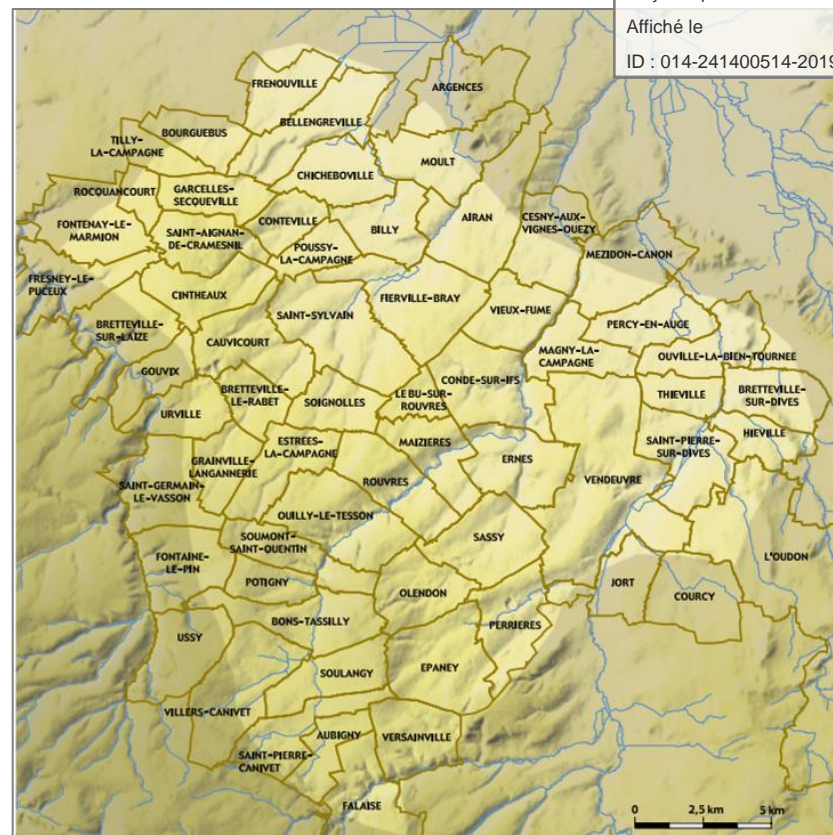 Affiché le
ID : 014-241400514-2019
FRENOUVILLE
ARGENCES
BELLENGREVILLE
BOURGUEBUS
TILLY-
LA-CAMPAGNE
MOULT
CHICHEBOVILLE
ROCQUANCOURT
GARCELLES-
SECQUEVILLE
CONTEVILLE
BILLY
AÏRAN
CESNY-AUX-
VIGNES-OUEZY
FONTENAY-LE-
MARMION
SAINT-AIGNAN-
DE-CRAMESNIL
POUSSY-
LA-CAMPAGNE
MEZIDON-CANON
FRESNEY-LE-
PUCEUX
CINTHEAUX
FIERVILLE-BRAY
SAINT-SYLVAIN
VIEUX-FUME
PERCY-EN-AUGE
BRETTEVILLE-
SUR-LAIZE
CAUVICOURT
MAGNY-LA-
CAMPAGNE
OUVILLE-LA-BIEN-TOURNEE
GOUVIX
CONDE-SUR-IFS
BRETTEVILLE-
LE-RABET
SOIGNOLLES
LE BU-SUR-
ROUVRES
THIEVILLE
BRETTEVILLE-
SUR-DIVES
URVILLE
HIEVILLE
ESTRÉES-
LA-CAMPAGNE
MAIZIERES
SAINT-PIERRE-
SUR-DIVES
GRAINVILLE-
LANGANNERIE
ERNES
SAINT-GERMAIN-
LE-VASSON
ROUVRES
VENDEUVRE
OUILLY-LE-TESSON
SOUMONT-
SAINT-QUENTIN
SASSY
FONTAINE-
LE-PIN
L'OUDON
POTIGNY
OLENDON
JORT
COURCY
BONS-TASSILLY
PERRIERES
USSY
EPANEY
SOULANGY
VILLERS-CANIVET
AUBIGNY
VERSAINVILLE
SAINT-PIERRE-
CANIVET
FALAISE
0 2,5 km 5 km